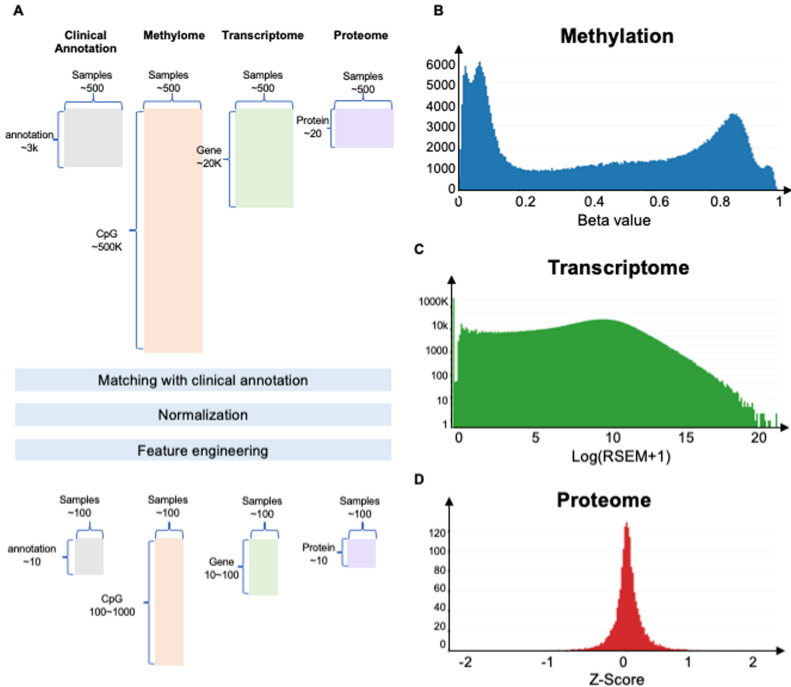 A
Clinical
Annotation
Methylome
Transcriptome
Proteome
Samples
~500
Samples
~500
Samples
~500
Samples
~500
annotation
~3k
CpG
~500K
Gene
~20K
Protein
~20
Matching with clinical annotation
Normalization
Feature engineering
Samples
~100
Samples
~100
Samples
~100
Samples
~100
annotation
~10
CpG
100~1000
Gene
10~100
Protein
~10
B
Methylation
6000
5000
4000
3000
2000
1000
0
0 0.2 0.4 0.6 0.8 1
Beta value
C
Transcriptome
1000K
10k
1000
100
10
1
0 5 10 15 20
Log(RSEM+1)
D
Proteome
120
100
80
60
40
20
0
-2 -1 0 1 2
Z-Score